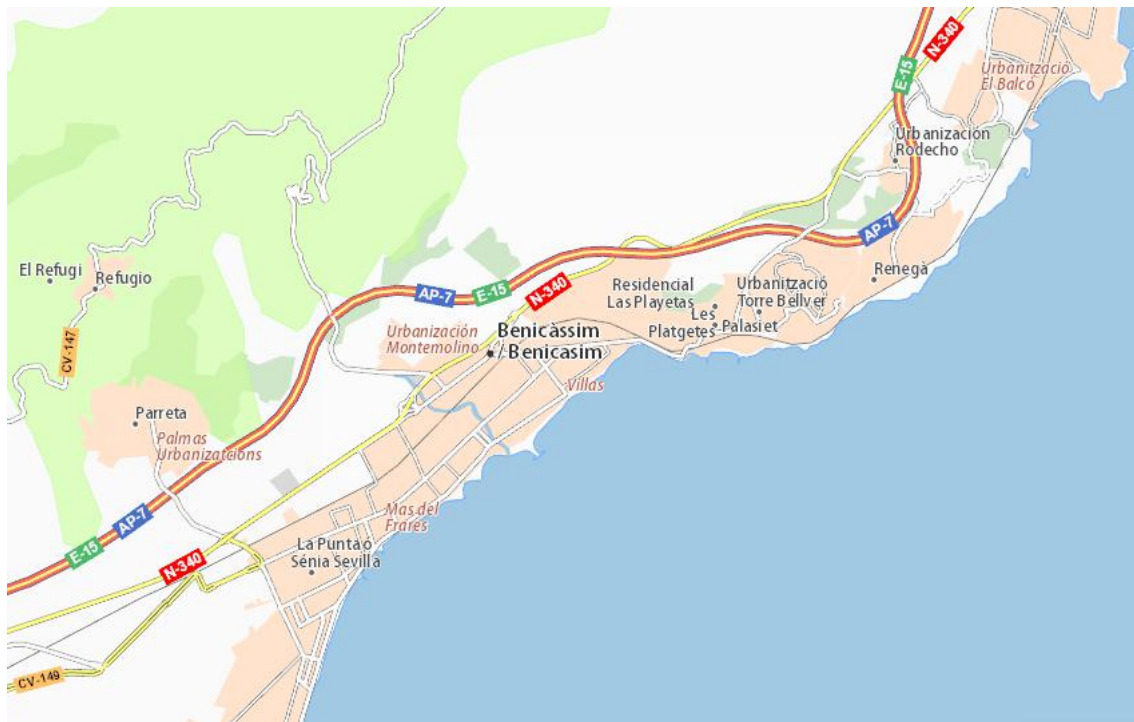 N-340
E-15
Urbanització
El Balcó
Urbanización
Rodecho
AP-7
El Refugi
Refugio
Renegà
Residencial
Las Playetas
Urbanització
Torre Bellver
AP-7
E-15
N-340
Les
Platgetes
Palasiet
Urbanización
Montemolino
Benicàssim
/ Benicasim
CV-147
Villas
Parreta
Palmas
Urbanizatcions
Mas del
Frares
AP-7
E-15
N-340
La Punta o
Sénia Sevilla
CV-149